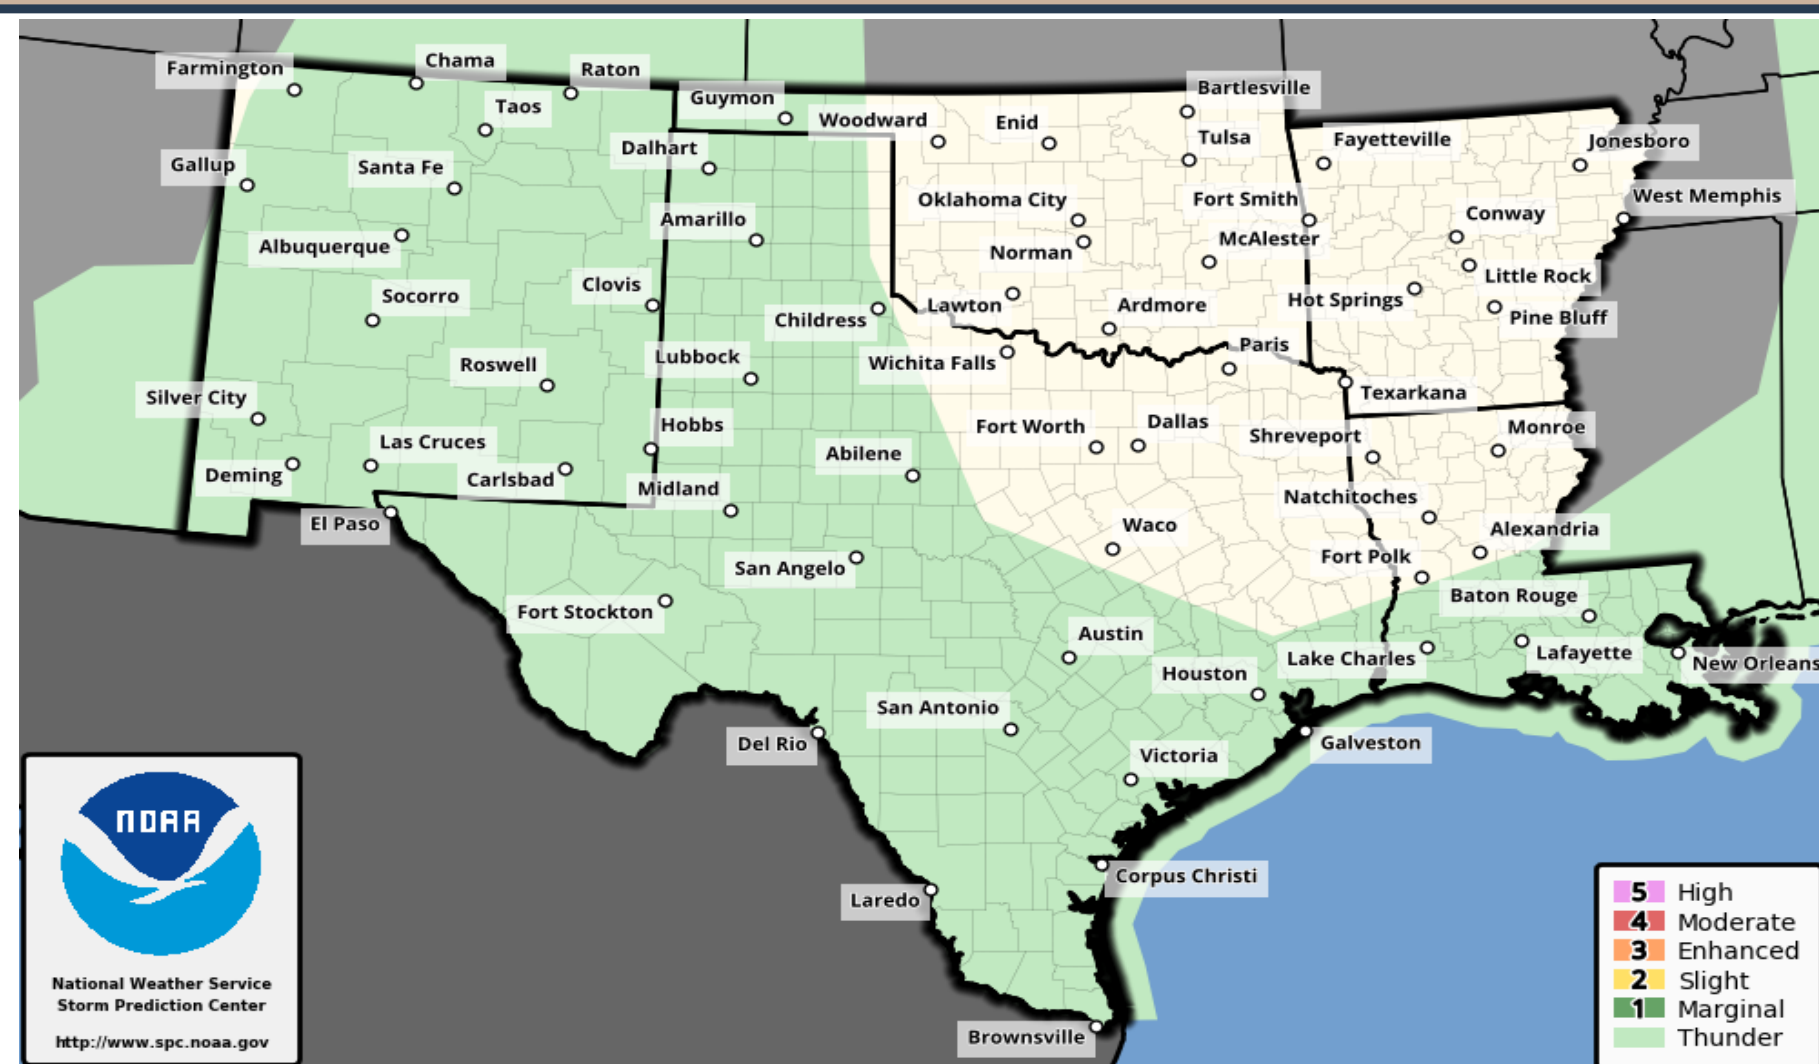 Farmington
Chama
Raton
Taos
Guymon
Woodward
Enid
Bartlesville
Tulsa
Fayetteville
Jonesboro
Gallup
Santa Fe
Dalhart
Oklahoma City
Fort Smith
West Memphis
Conway
Amarillo
Albuquerque
Norman
McAlester
Little Rock
Clovis
Socorro
Lawton
Ardmore
Hot Springs
Pine Bluff
Childress
Roswell
Lubbock
Wichita Falls
Paris
Texarkana
Silver City
Hobbs
Fort Worth
Dallas
Shreveport
Monroe
Las Cruces
Abilene
Deming
Carlsbad
Midland
Natchitoches
El Paso
Waco
Alexandria
San Angelo
Fort Polk
Fort Stockton
Baton Rouge
Austin
Lake Charles
Lafayette
New Orleans
Houston
San Antonio
Del Rio
Victoria
Galveston
Corpus Christi
Laredo
Brownsville
NOAA
National Weather Service
Storm Prediction Center
http://www.spc.noaa.gov
5 High
4 Moderate
3 Enhanced
2 Slight
1 Marginal
Thunder